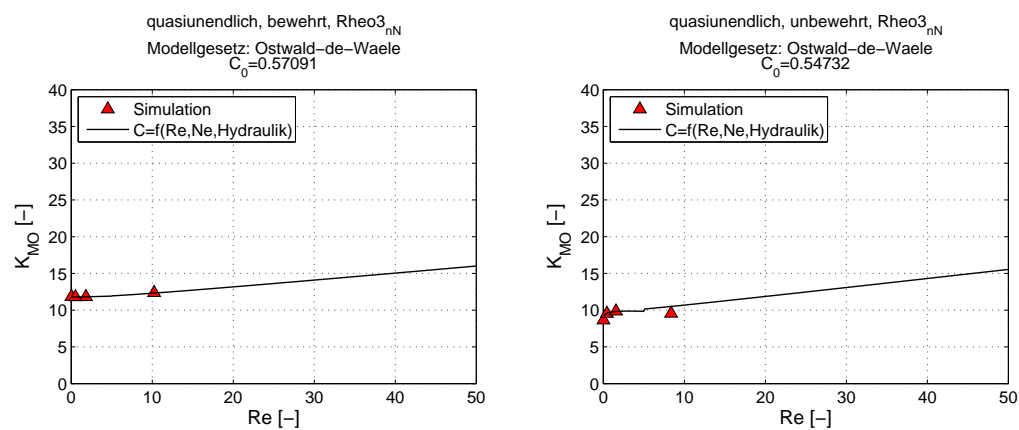 quasiunendlich, bewehrt, Rheo3nN
Modellgesetz: Ostwald−de−Waele
C0=0.57091
40
35
30
25
20
15
10
5
0
KMO [−]
Simulation
C=f(Re,Ne,Hydraulik)
0 10 20 30 40 50
Re [−]
quasiunendlich, unbewehrt, Rheo3nN
Modellgesetz: Ostwald−de−Waele
C0=0.54732
40
35
30
25
20
15
10
5
0
KMO [−]
Simulation
C=f(Re,Ne,Hydraulik)
0 10 20 30 40 50
Re [−]